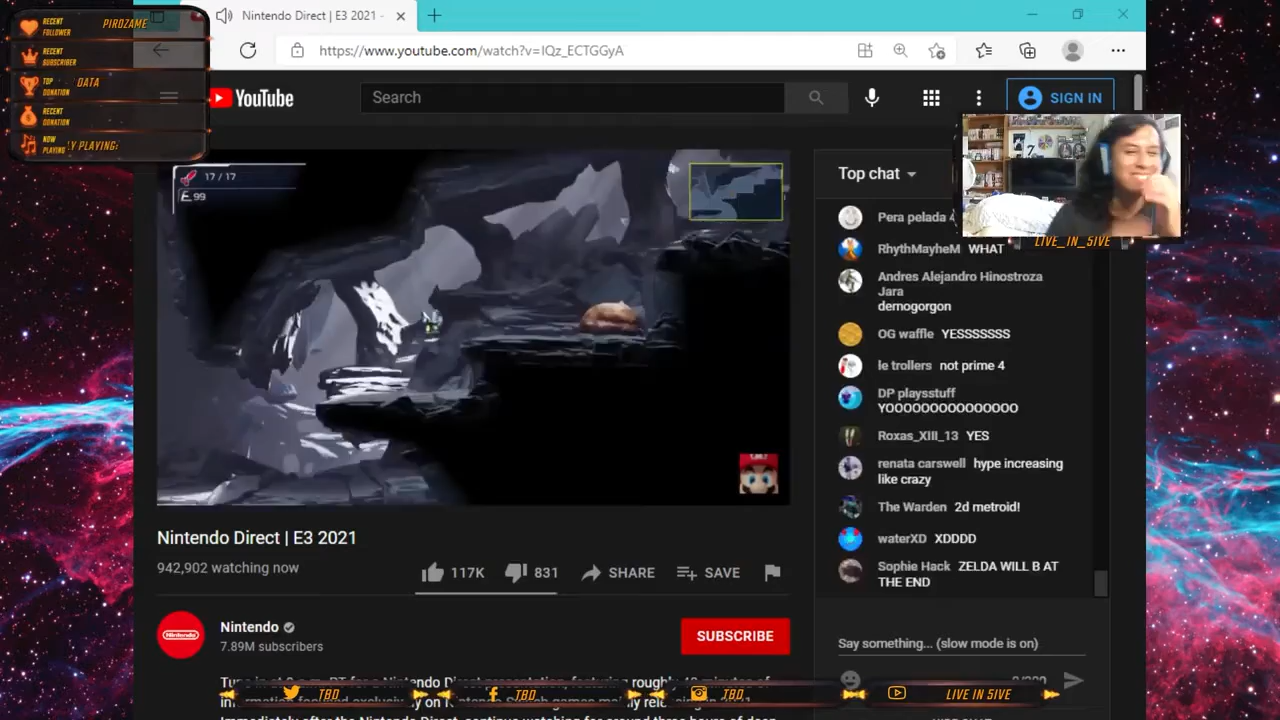 RECENT
FOLLOWER
PIRDZAME
RECENT
SUBSCRIBER
TOP
DONATION
DATA
RECENT
DONATION
NOW
PLAYING
Y PLAYING:
Nintendo Direct | E3 2021 -
https://www.youtube.com/watch?v=IQz_ECTGGyA
YouTube
Search
SIGN IN
17 / 17
E 99
LIVE_IN_5IVE
Top chat
Pera pelada
RhythMayheM WHAT
Andres Alejandro Hinostroza
Jara
demogorgon
OG waffle YESSSSSSS
le trollers not prime 4
DP playsstuff
YOOOOOOOOOOOOOOO
Roxas_XIII_13 YES
renata carswell hype increasing
like crazy
The Warden 2d metroid!
waterXD XDDDD
Sophie Hack ZELDA WILL B AT
THE END
Say something... (slow mode is on)
Nintendo Direct | E3 2021
942,902 watching now
117K
831
SHARE
SAVE
Nintendo
Nintendo
7.89M subscribers
SUBSCRIBE
TBD
TBD
TBD
LIVE IN 5IVE